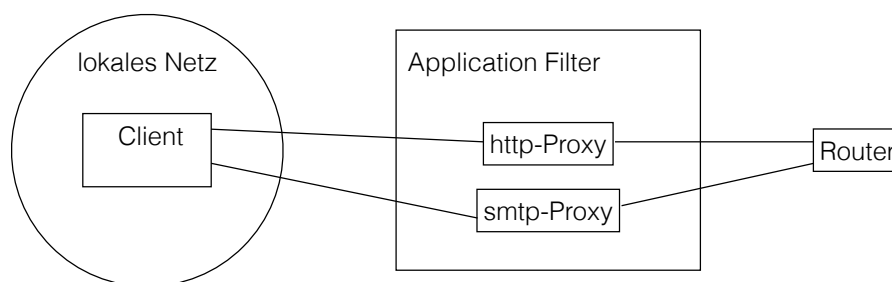 lokales Netz
Application Filter
Client
http-Proxy
Router
smtp-Proxy